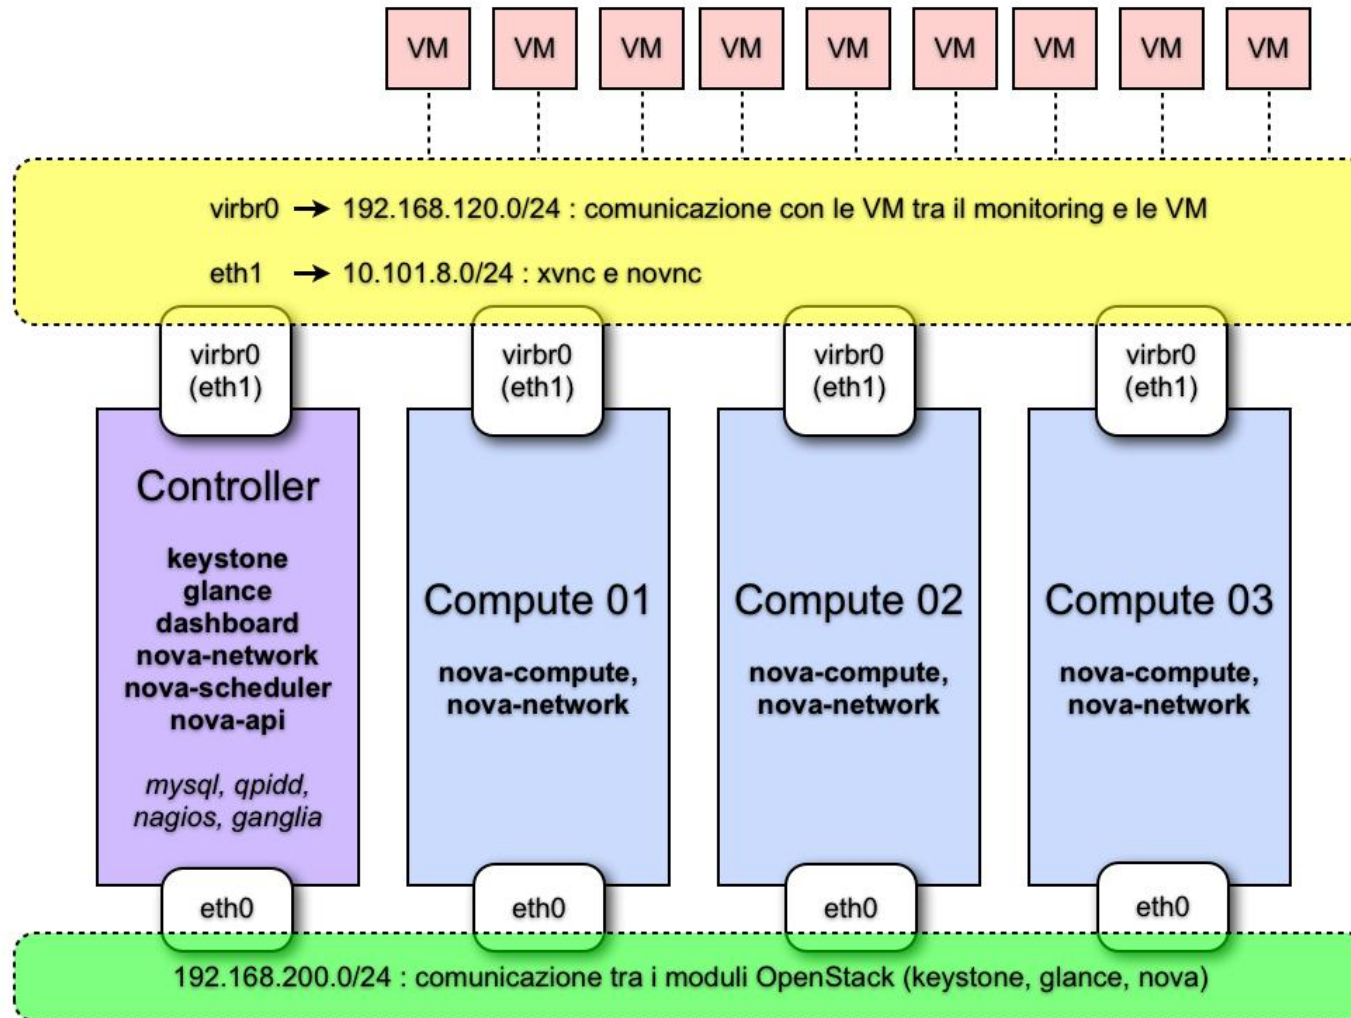 VM VM VM VM VM VM VM VM VM
virbr0 → 192.168.120.0/24 : comunicazione con le VM tra il monitoring e le VM
eth1 → 10.101.8.0/24 : xvnc e novnc
virbr0
(eth1)
virbr0
(eth1)
virbr0
(eth1)
virbr0
(eth1)
Controller
keystone
glance
dashboard
nova-network
nova-scheduler
nova-api
mysql, qpidd,
nagios, ganglia
Compute 01
nova-compute,
nova-network
Compute 02
nova-compute,
nova-network
Compute 03
nova-compute,
nova-network
eth0
eth0
eth0
eth0
192.168.200.0/24 : comunicazione tra i moduli OpenStack (keystone, glance, nova)